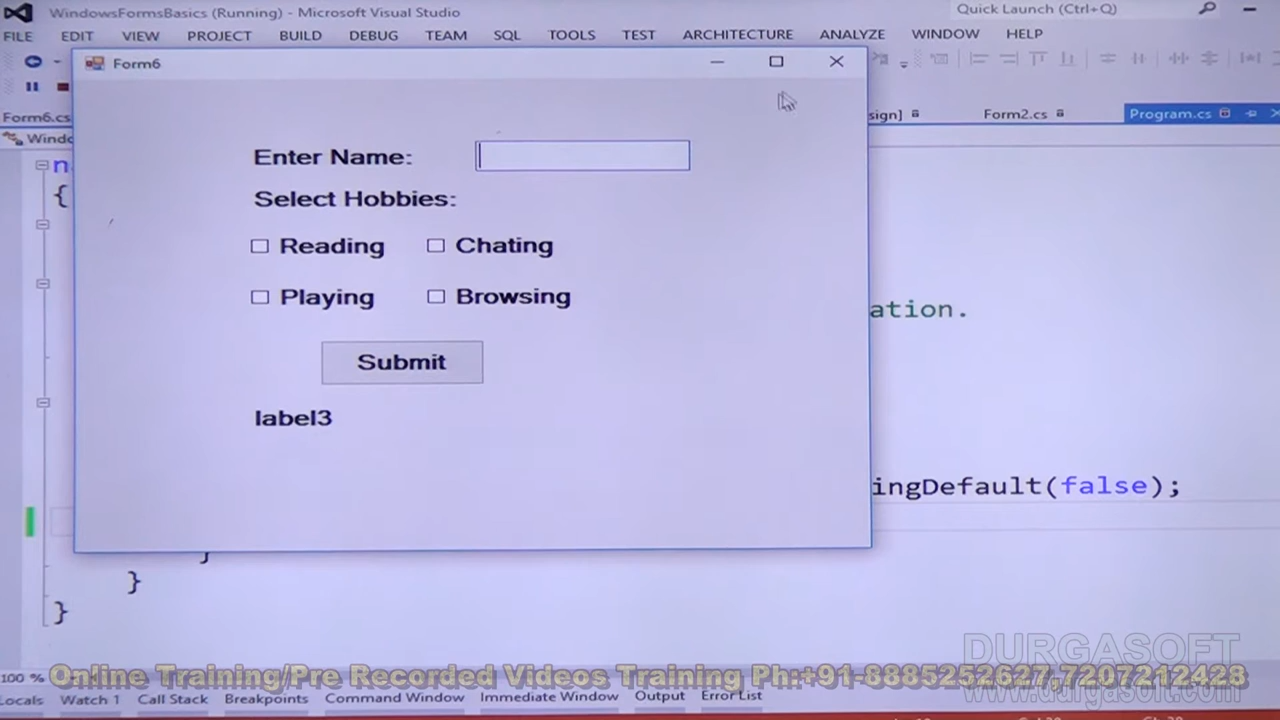 WindowsFormsBasics (Running) - Microsoft Visual Studio
Quick Launch (Ctrl+Q)
FILE EDIT VIEW PROJECT BUILD DEBUG TEAM SQL TOOLS TEST ARCHITECTURE ANALYZE WINDOW HELP
Form6
Form6.cs
sign]
Form2.cs
Program.cs
Windo
n
{
Enter Name:
Select Hobbies:
Reading Chating
Playing Browsing
ation.
Submit
label3
ingDefault(false);
}
}
}
DURGASOFT
www.durgasoft.com
Online Training/Pre Recorded Videos Training Ph:+91-8885252627,7207212428
100 %
Locals Watch 1 Call Stack Breakpoints Command Window Immediate Window Output Error List